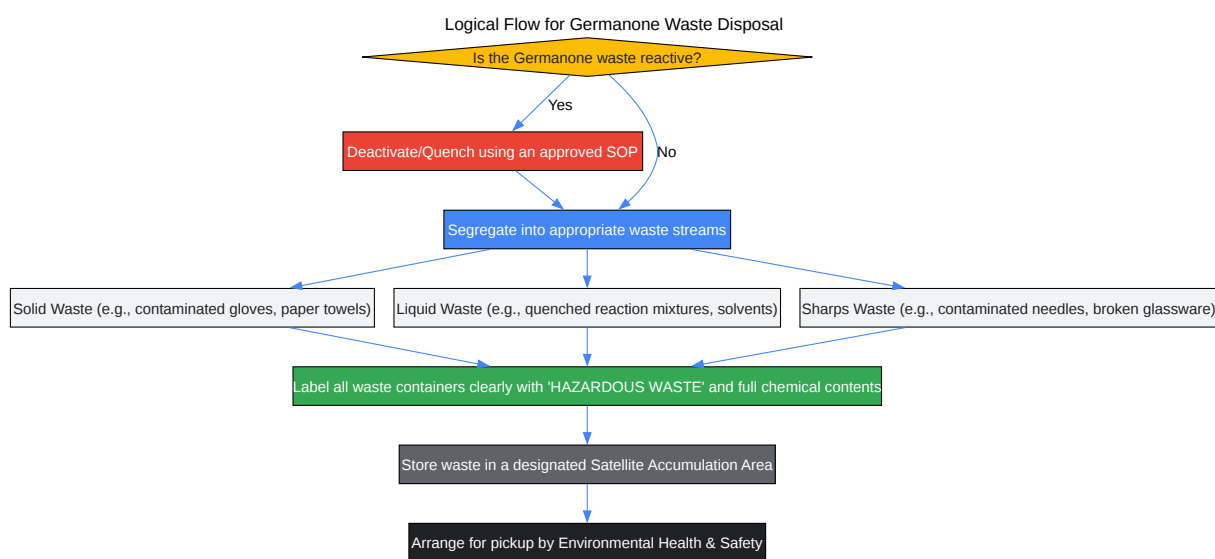 Logical Flow for Germanone Waste Disposal
Is the Germanone waste reactive?
Yes
Deactivate/Quench using an approved SOP
No
Segregate into appropriate waste streams
Solid Waste (e.g., contaminated gloves, paper towels)
Liquid Waste (e.g., quenched reaction mixtures, solvents)
Sharps Waste (e.g., contaminated needles, broken glassware)
Label all waste containers clearly with 'HAZARDOUS WASTE' and full chemical contents
Store waste in a designated Satellite Accumulation Area
Arrange for pickup by Environmental Health & Safety